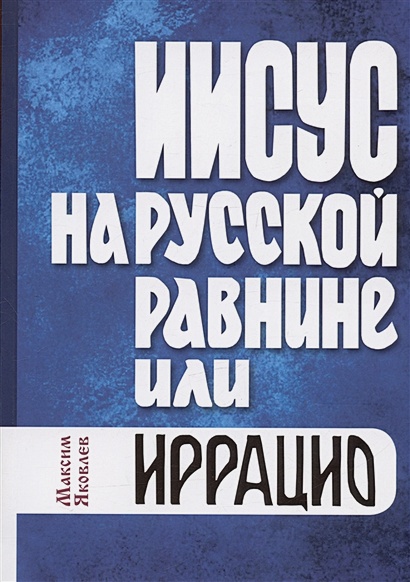 ИИСУС
НА РУССКОЙ
РАВНИНЕ
ИЛИ
ИРРАЦИО
Максим
Яковлев